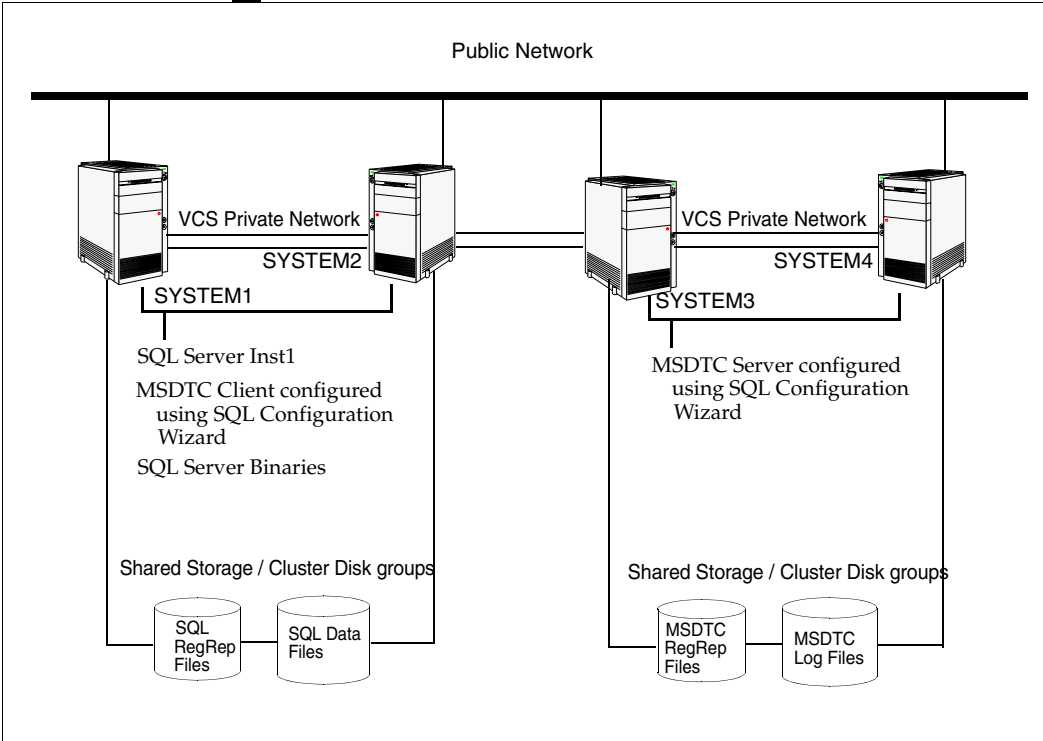 Public Network
VCS Private Network
SYSTEM2
SYSTEM1
VCS Private Network
SYSTEM4
SYSTEM3
SQL Server Inst1
MSDTC Client configured
using SQL Configuration
Wizard
SQL Server Binaries
MSDTC Server configured
using SQL Configuration
Wizard
Shared Storage / Cluster Disk groups
SQL
RegRep
Files
SQL Data
Files
Shared Storage / Cluster Disk groups
MSDTC
RegRep
Files
MSDTC
Log Files